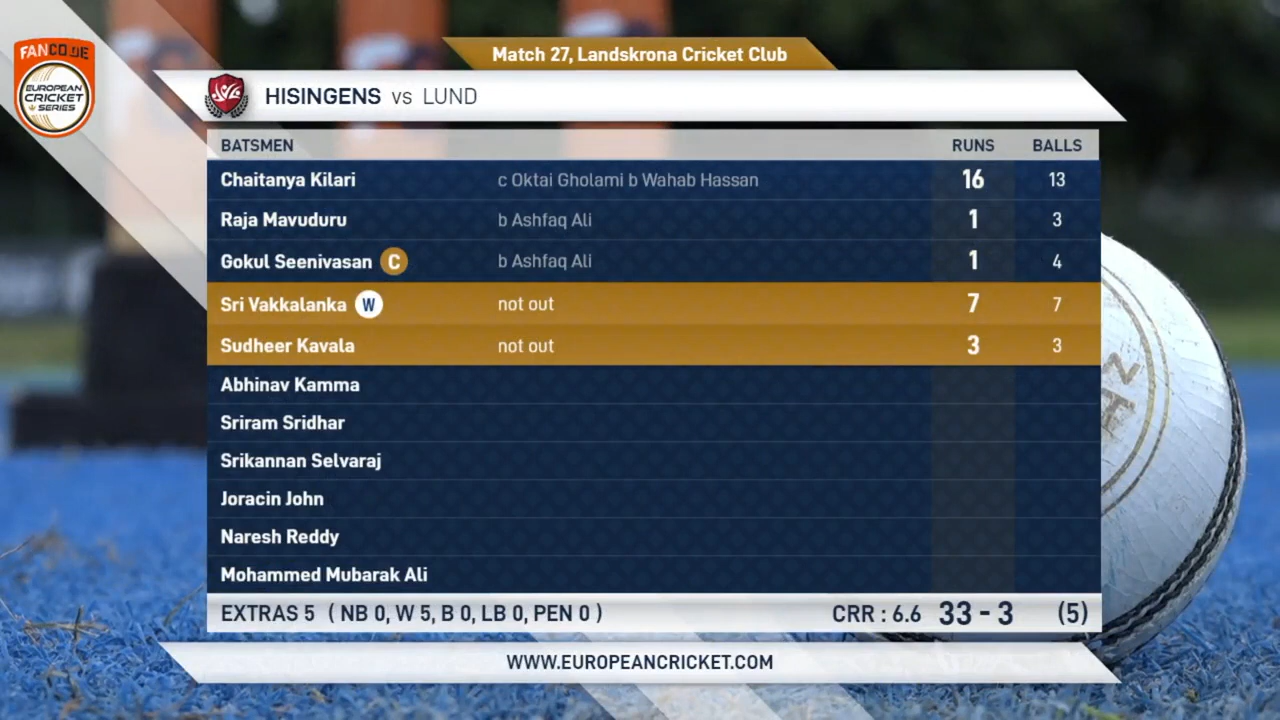 FANCODE
EUROPEAN
CRICKET
SERIES
Match 27, Landskrona Cricket Club
HISINGENS vs LUND
BATSMEN RUNS BALLS
Chaitanya Kilari c Oktai Gholami b Wahab Hassan 16 13
Raja Mavuduru b Ashfaq Ali 1 3
Gokul Seenivasan C b Ashfaq Ali 1 4
Sri Vakkalanka W not out 7 7
Sudheer Kavala not out 3 3
Abhinav Kamma
Sriram Sridhar
Srikannan Selvaraj
Joracin John
Naresh Reddy
Mohammed Mubarak Ali
EXTRAS 5 ( NB 0, W 5, B 0, LB 0, PEN 0 ) CRR : 6.6 33 - 3 (5)
WWW.EUROPEANCRICKET.COM